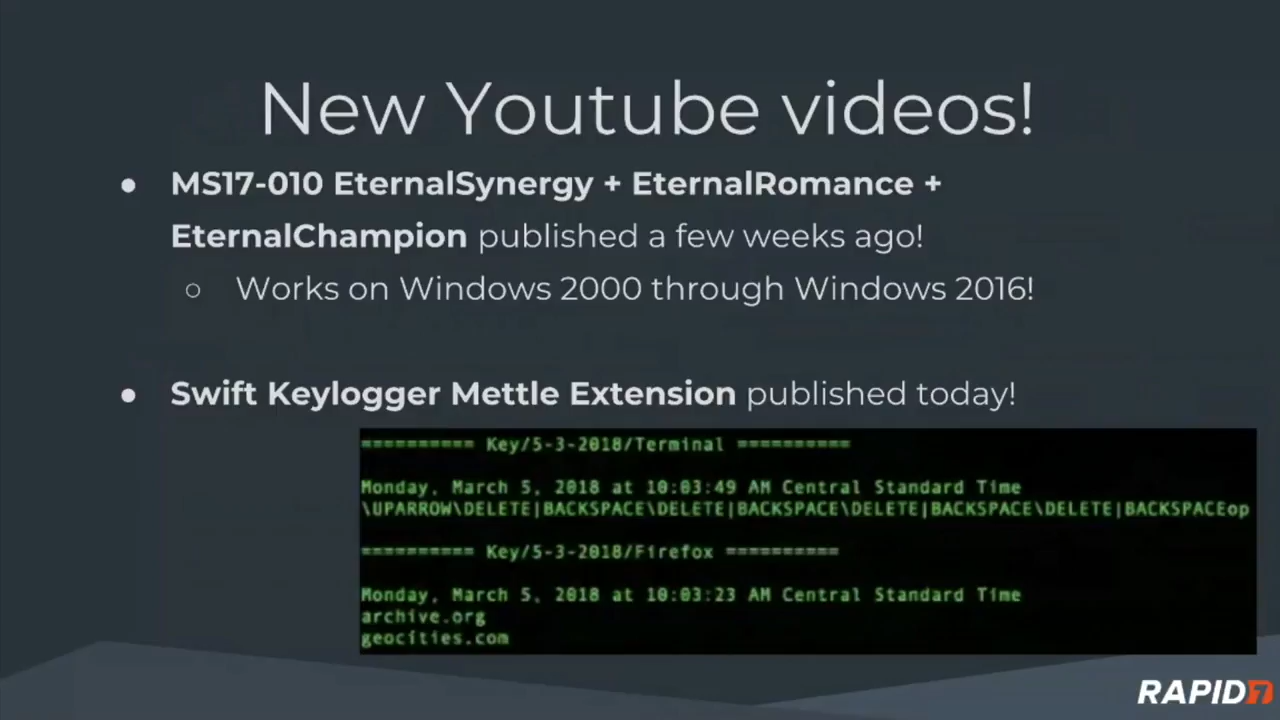 New Youtube videos!
● MS17-010 EternalSynergy + EternalRomance +
EternalChampion published a few weeks ago!
○ Works on Windows 2000 through Windows 2016!
● Swift Keylogger Mettle Extension published today!
========== Key/5-3-2018/Terminal ==========
Monday, March 5, 2018 at 10:03:49 AM Central Standard Time
\UPARROW\DELETE|BACKSPACE\DELETE|BACKSPACE\DELETE|BACKSPACE\DELETE|BACKSPACEop
========== Key/5-3-2018/Firefox ==========
Monday, March 5, 2018 at 10:03:23 AM Central Standard Time
archive.org
geocities.com
RAPID7